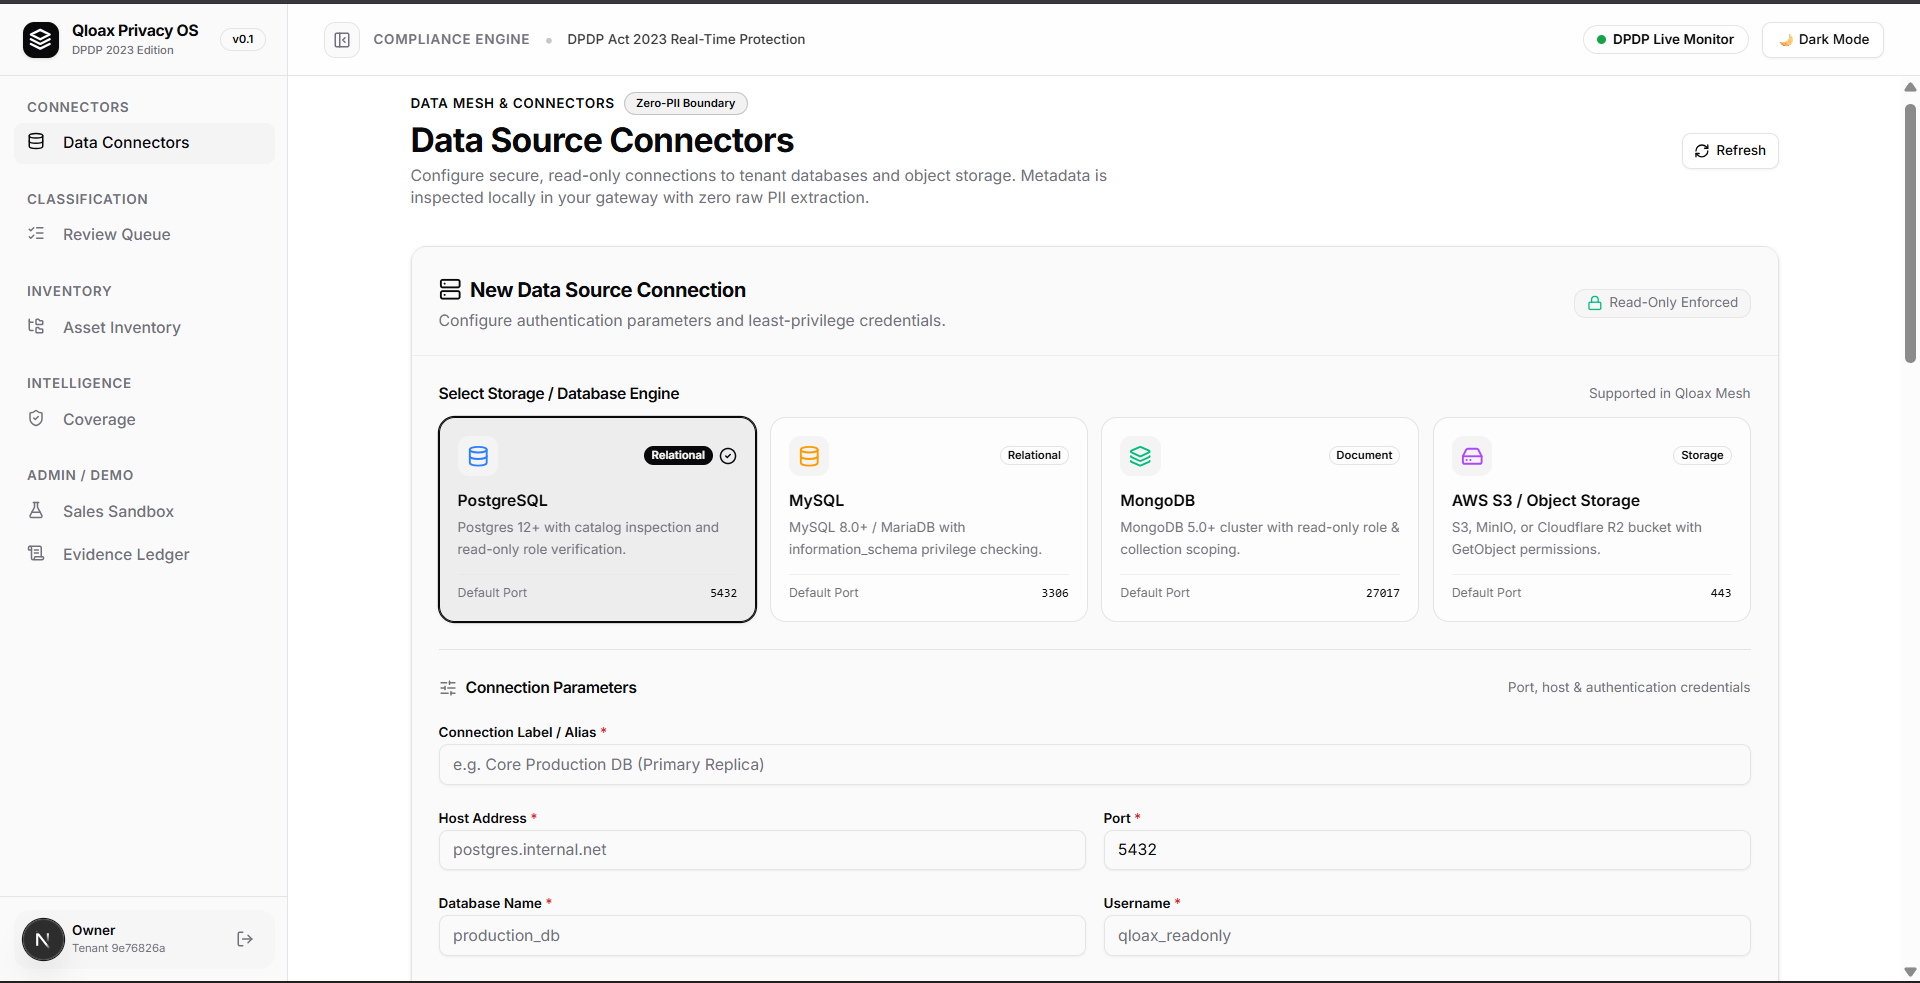 Qloax Privacy OS
DPDP 2023 Edition
v0.1
COMPLIANCE ENGINE
DPDP Act 2023 Real-Time Protection
DPDP Live Monitor
Dark Mode
CONNECTORS
Data Connectors
CLASSIFICATION
Review Queue
INVENTORY
Asset Inventory
INTELLIGENCE
Coverage
ADMIN / DEMO
Sales Sandbox
Evidence Ledger
N
Owner
Tenant 9e76826a
DATA MESH & CONNECTORS
Zero-PII Boundary
Data Source Connectors
Configure secure, read-only connections to tenant databases and object storage. Metadata is
inspected locally in your gateway with zero raw PII extraction.
Refresh
New Data Source Connection
Configure authentication parameters and least-privilege credentials.
Read-Only Enforced
Select Storage / Database Engine
Supported in Qloax Mesh
Relational
PostgreSQL
Postgres 12+ with catalog inspection and
read-only role verification.
Default Port
5432
Relational
MySQL
MySQL 8.0+ / MariaDB with
information_schema privilege checking.
Default Port
3306
Document
MongoDB
MongoDB 5.0+ cluster with read-only role &
collection scoping.
Default Port
27017
Storage
AWS S3 / Object Storage
S3, MinIO, or Cloudflare R2 bucket with
GetObject permissions.
Default Port
443
Connection Parameters
Port, host & authentication credentials
Connection Label / Alias *
e.g. Core Production DB (Primary Replica)
Host Address *
postgres.internal.net
Port *
5432
Database Name *
production_db
Username *
qloax_readonly